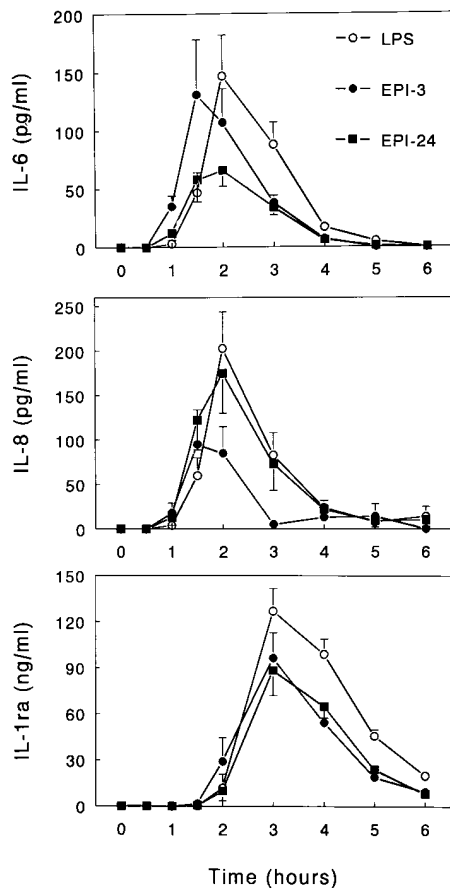 IL-6 (pg/ml)
200
150
100
50
0
LPS
EPI-3
EPI-24
0 1 2 3 4 5 6
IL-8 (pg/ml)
250
200
150
100
50
0
0 1 2 3 4 5 6
IL-1ra (ng/ml)
150
120
90
60
30
0
0 1 2 3 4 5 6
Time (hours)